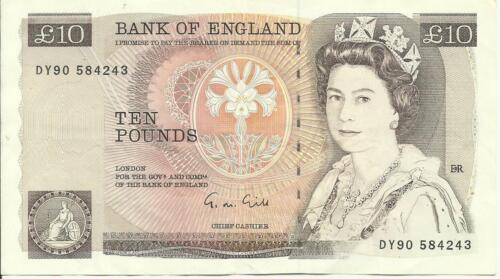 £10 BANK OF ENGLAND £10
I PROMISE TO PAY THE BEARER ON DEMAND THE SUM OF
DY90 584243
TEN
POUNDS
LONDON
FOR THE GOVR AND COMPA
OF THE BANK OF ENGLAND
G M Gill
CHIEF CASHIER
EIIR
DY90 584243